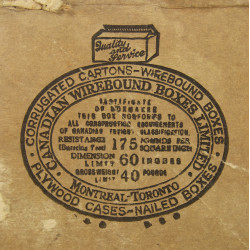 Quality
and
Service
CORRUGATED CARTONS-WIREBOUND BOXES
CANADIAN WIREBOUND BOXES LIMITED
CERTIFICATE
OF BOXMAKER
THIS BOX CONFORMS TO
ALL CONSTRUCTION REQUIREMENTS
OF CANADIAN FREIGHT CLASSIFICATION
RESISTANCE 175 POUNDS PER
(Bursting Test) SQUARE INCH
DIMENSION
LIMIT 60 INCHES
GROSS WEIGHT
LIMIT 40 POUNDS
MONTREAL-TORONTO
PLYWOOD CASES-NAILED BOXES